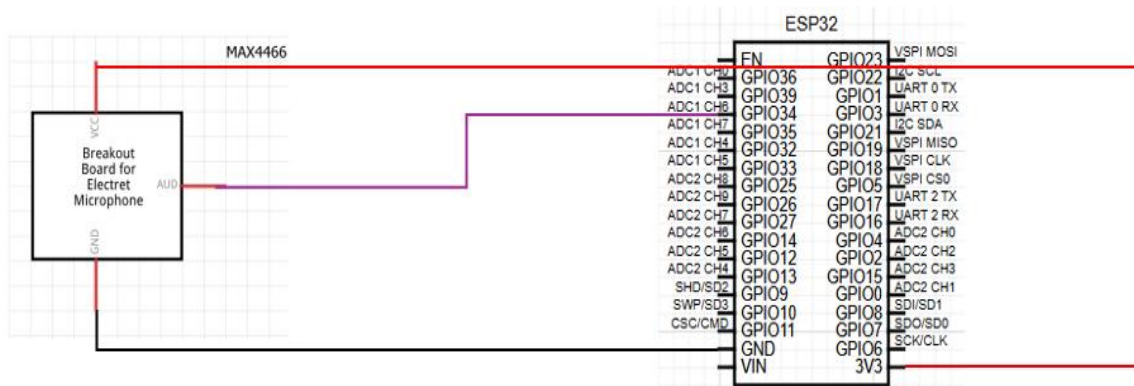 MAX4466
VCC
Breakout
Board for
Electret
Microphone
AUD
GND
ESP32
EN
GPIO23
VSPI MOSI
ADC1 CH0
GPIO36
GPIO22
I2C SCL
ADC1 CH3
GPIO39
GPIO1
UART 0 TX
ADC1 CH6
GPIO34
GPIO3
UART 0 RX
ADC1 CH7
GPIO35
GPIO21
I2C SDA
ADC1 CH4
GPIO32
GPIO19
VSPI MISO
ADC1 CH5
GPIO33
GPIO18
VSPI CLK
ADC2 CH8
GPIO25
GPIO5
VSPI CS0
ADC2 CH9
GPIO26
GPIO17
UART 2 TX
ADC2 CH7
GPIO27
GPIO16
UART 2 RX
ADC2 CH6
GPIO14
GPIO4
ADC2 CH0
ADC2 CH5
GPIO12
GPIO2
ADC2 CH2
ADC2 CH4
GPIO13
GPIO15
ADC2 CH3
SHD/SD2
GPIO9
GPIO0
ADC2 CH1
SWP/SD3
GPIO10
GPIO8
SDI/SD1
CSC/CMD
GPIO11
GPIO7
SDO/SD0
GND
GPIO6
SCK/CLK
VIN
3V3